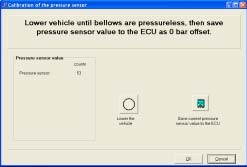 Calibration of the pressure sensor
Lower vehicle until bellows are pressureless, then save
pressure sensor value to the ECU as 0 bar offset.
Pressure sensor value
counts
Pressure sensor
Lower the
vehicle
Save current pressure
sensor value to the ECU
OK
Cancel